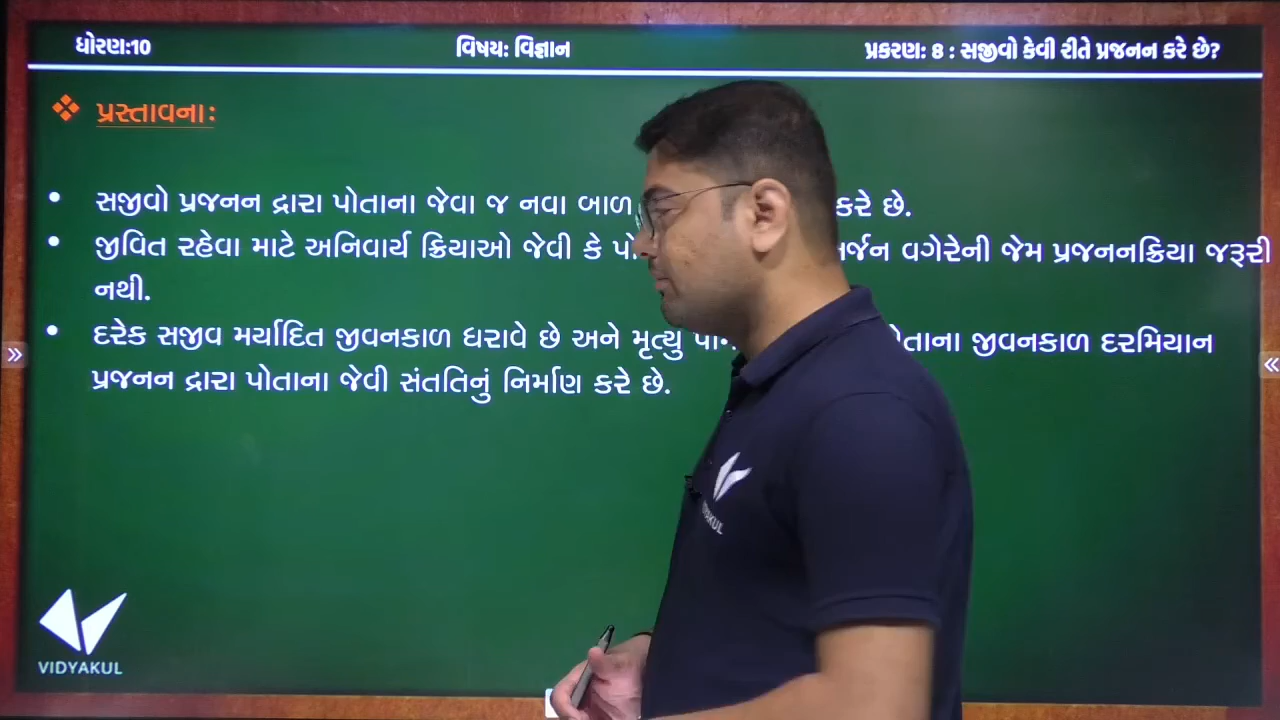 ધોરણ:10 વિષય: વિજ્ઞાન પ્રકરણ: 8 : સજીવો કેવી રીતે પ્રજનન કરે છે?
પ્રસ્તાવના:
સજીવો પ્રજનન દ્વારા પોતાના જેવા જ નવા બાળ કરે છે.
જીવિત રહેવા માટે અનિવાર્ય ક્રિયાઓ જેવી કે વગેરેની જેમ પ્રજનનક્રિયા જરૂરી
નથી.
દરેક સજીવ મર્યાદિત જીવનકાળ ધરાવે છે અને મૃત્યુ જીવનકાળ દરમિયાન
પ્રજનન દ્વારા પોતાના જેવી સંતતિનું નિર્માણ કરે છે.
VIDYAKUL